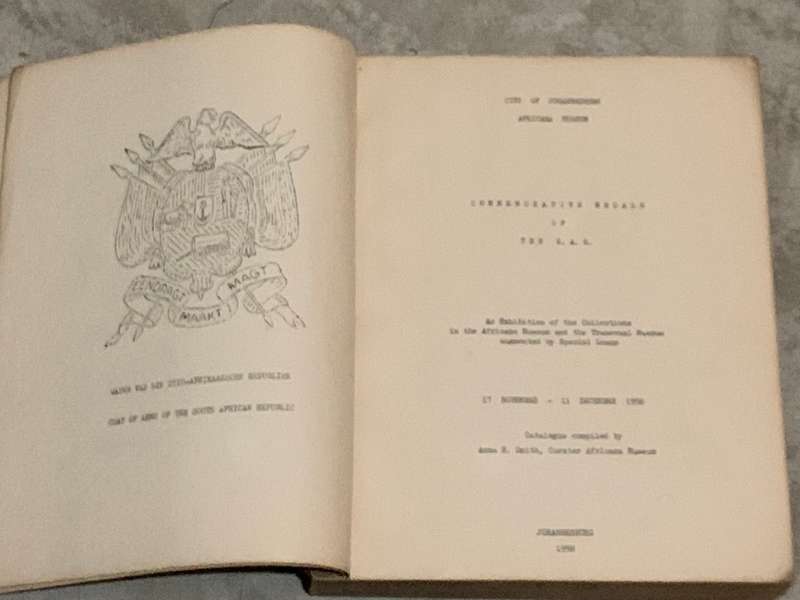 EENDRAGT MAAKT MAGT
WAPEN VAN DIE ZUID-AFRIKAANSCHE REPUBLIEK
COAT OF ARMS OF THE SOUTH AFRICAN REPUBLIC
CITY OF JOHANNESBURG
AFRICANA MUSEUM
COMMEMORATIVE MEDALS
OF
THE Z.A.R.
An Exhibition of the Collections
in the Africana Museum and the Transvaal Museum
augmented by Special Loans
17 NOVEMBER - 11 DECEMBER 1958
Catalogue compiled by
Anna H. Smith, Curator Africana Museum
JOHANNESBURG
1958